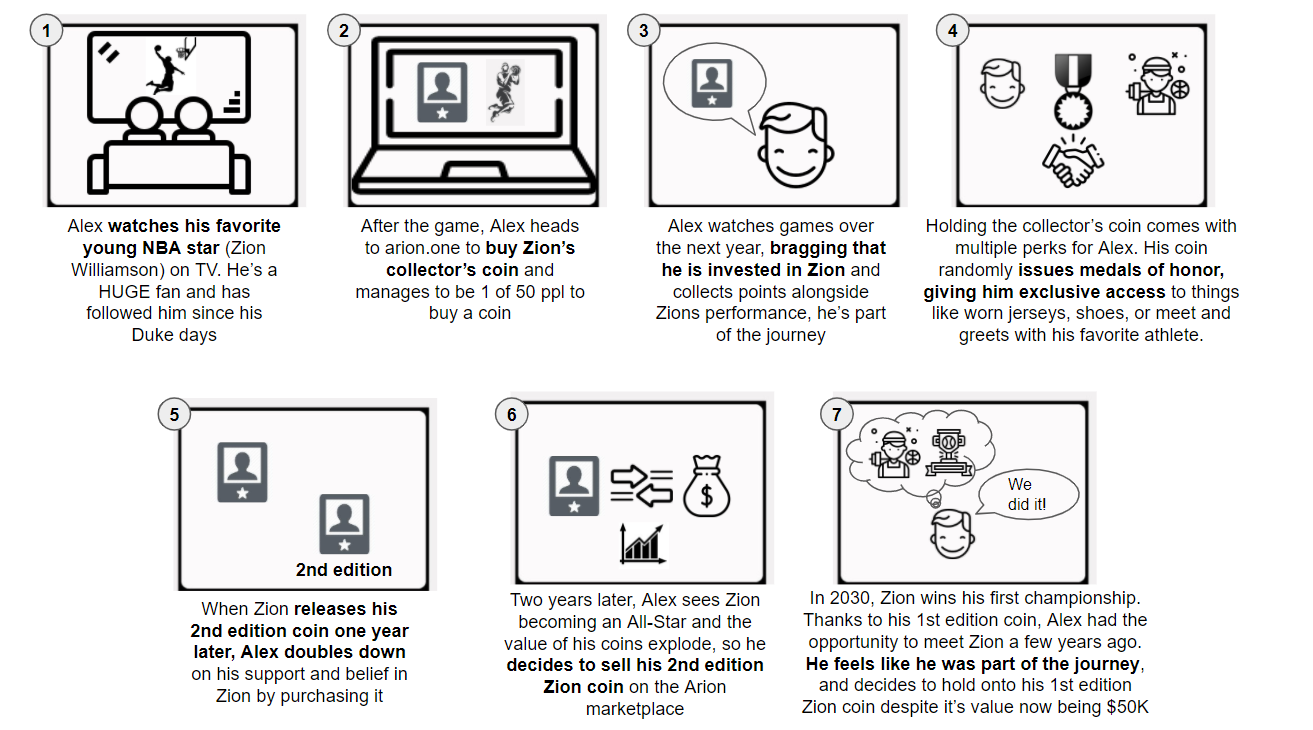 1
Alex watches his favorite
young NBA star (Zion
Williamson) on TV. He's a
HUGE fan and has
followed him since his
Duke days
2
After the game, Alex heads
to arion.one to buy Zion's
collector's coin and
manages to be 1 of 50 ppl to
buy a coin
3
Alex watches games over
the next year, bragging that
he is invested in Zion and
collects points alongside
Zions performance, he's part
of the journey
4
Holding the collector's coin comes with
multiple perks for Alex. His coin
randomly issues medals of honor,
giving him exclusive access to things
like worn jerseys, shoes, or meet and
greets with his favorite athlete.
5
2nd edition
When Zion releases his
2nd edition coin one year
later, Alex doubles down
on his support and belief in
Zion by purchasing it
6
$
Two years later, Alex sees Zion
becoming an All-Star and the
value of his coins explode, so he
decides to sell his 2nd edition
Zion coin on the Arion
marketplace
7
We
did it!
In 2030, Zion wins his first championship.
Thanks to his 1st edition coin, Alex had the
opportunity to meet Zion a few years ago.
He feels like he was part of the journey,
and decides to hold onto his 1st edition
Zion coin despite it's value now being $50K